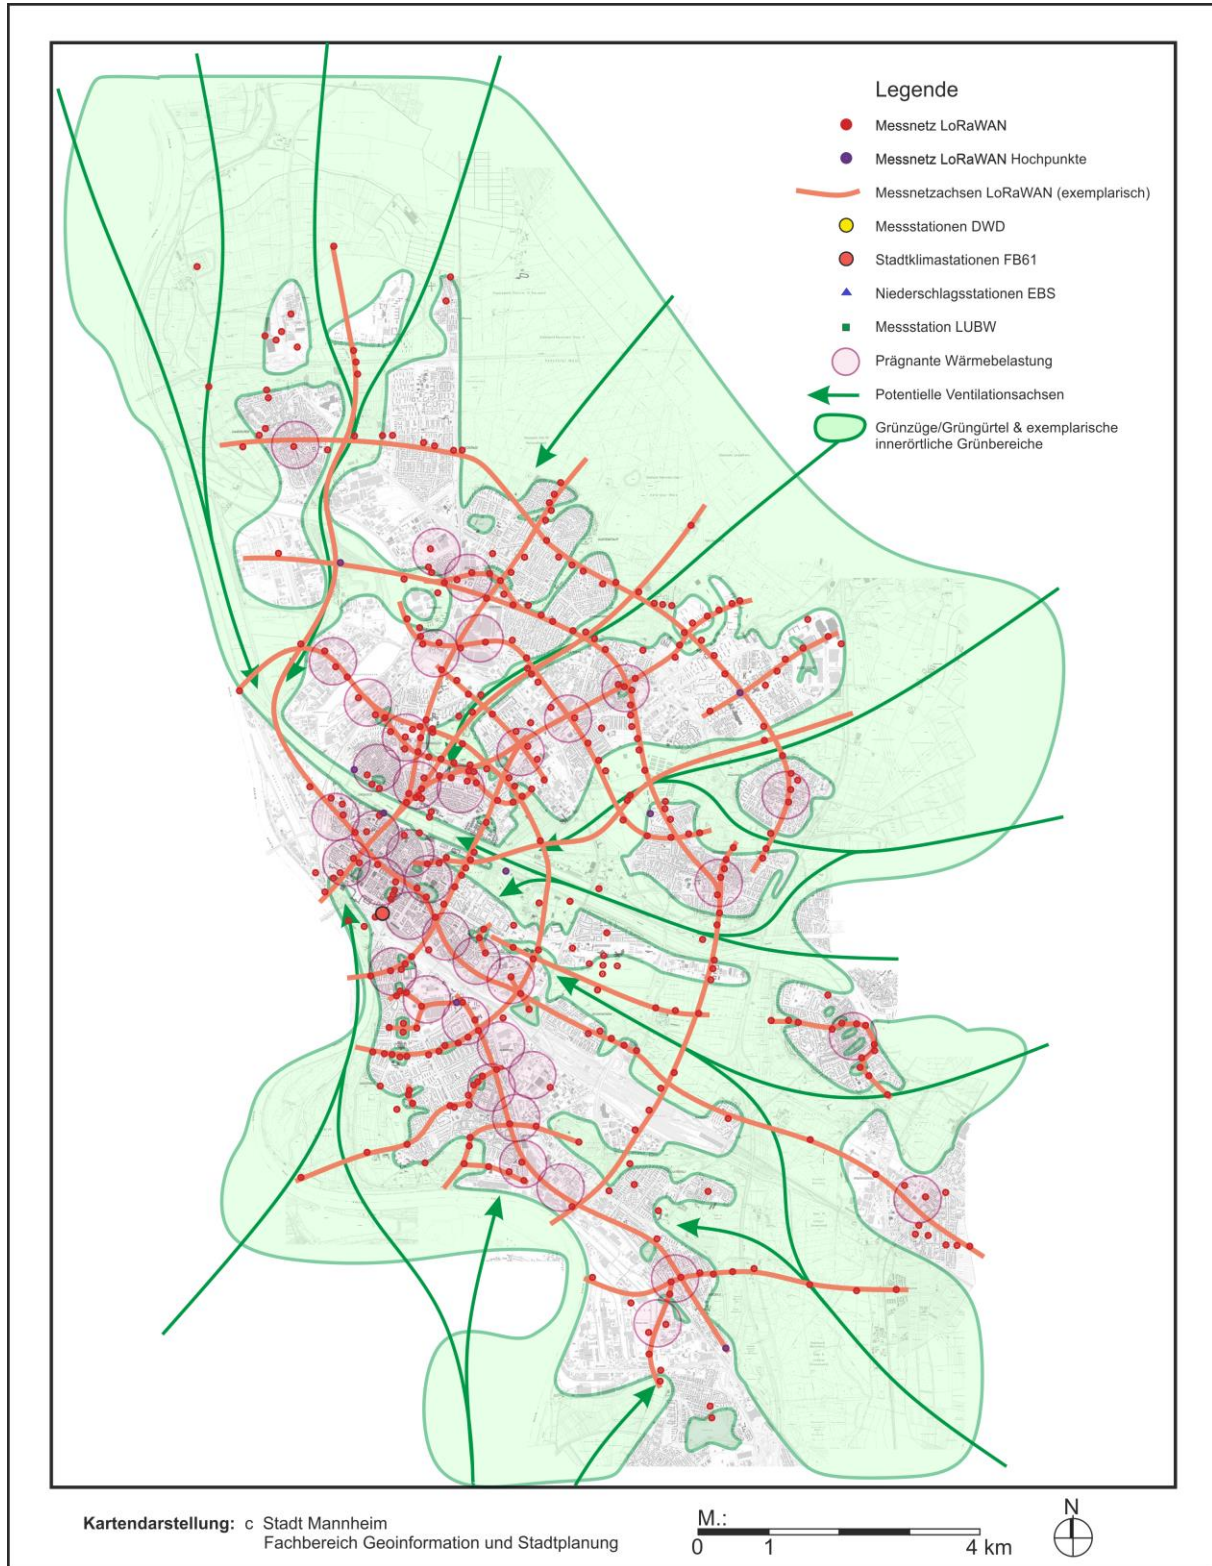 Legende
Messnetz LoRaWAN
Messnetz LoRaWAN Hochpunkte
Messnetzachsen LoRaWAN (exemplarisch)
Messstationen DWD
Stadtklimastationen FB61
Niederschlagsstationen EBS
Messstation LUBW
Prägnante Wärmebelastung
Potentielle Ventilationsachsen
Grünzüge/Grüngürtel & exemplarische
innerörtliche Grünbereiche
Kartendarstellung: c Stadt Mannheim
Fachbereich Geoinformation und Stadtplanung
M.:
0 1 4 km
N